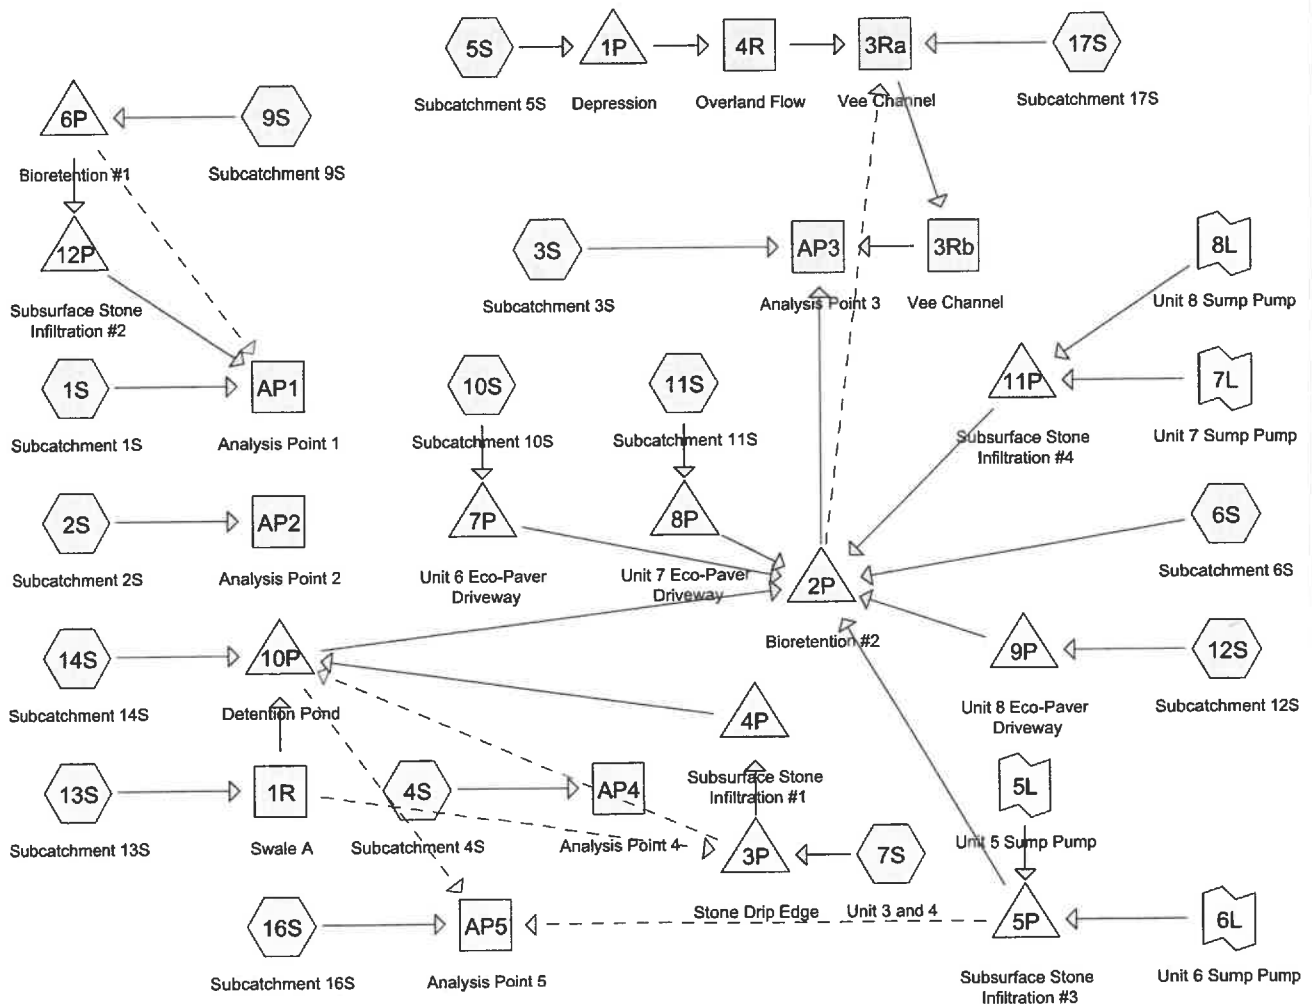 5S
1P
4R
3Ra
17S
Subcatchment 5S
Depression
Overland Flow
Vee Channel
Subcatchment 17S
6P
9S
Bioretention #1
Subcatchment 9S
12P
3S
AP3
3Rb
8L
Subsurface Stone
Infiltration #2
Subcatchment 3S
Analysis Point 3
Vee Channel
Unit 8 Sump Pump
1S
AP1
10S
11S
11P
7L
Subcatchment 1S
Analysis Point 1
Subcatchment 10S
Subcatchment 11S
Subsurface Stone
Infiltration #4
Unit 7 Sump Pump
2S
AP2
7P
8P
6S
Subcatchment 2S
Analysis Point 2
Unit 6 Eco-Paver
Driveway
Unit 7 Eco-Paver
Driveway
2P
Subcatchment 6S
Bioretention #2
14S
10P
9P
12S
Subcatchment 14S
Detention Pond
4P
Unit 8 Eco-Paver
Driveway
Subcatchment 12S
13S
1R
4S
AP4
Subsurface Stone
Infiltration #1
5L
Subcatchment 13S
Swale A
Subcatchment 4S
Analysis Point 4
3P
7S
Unit 5 Sump Pump
16S
AP5
Stone Drip Edge
Unit 3 and 4
5P
6L
Subcatchment 16S
Analysis Point 5
Subsurface Stone
Infiltration #3
Unit 6 Sump Pump